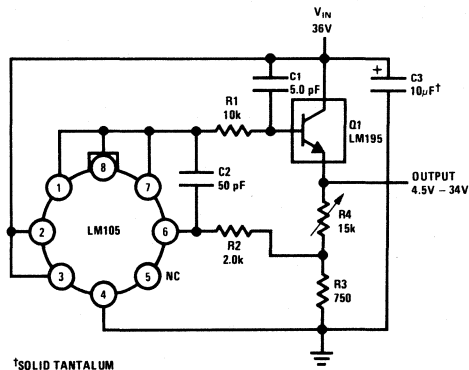 VIN
36V
+
C1
5.0 pF
C3
10µF†
R1
10k
Q1
LM195
8
1
7
C2
50 pF
OUTPUT
4.5V – 34V
2
LM105
6
R4
15k
R2
2.0k
3
5
NC
4
R3
750
†SOLID TANTALUM